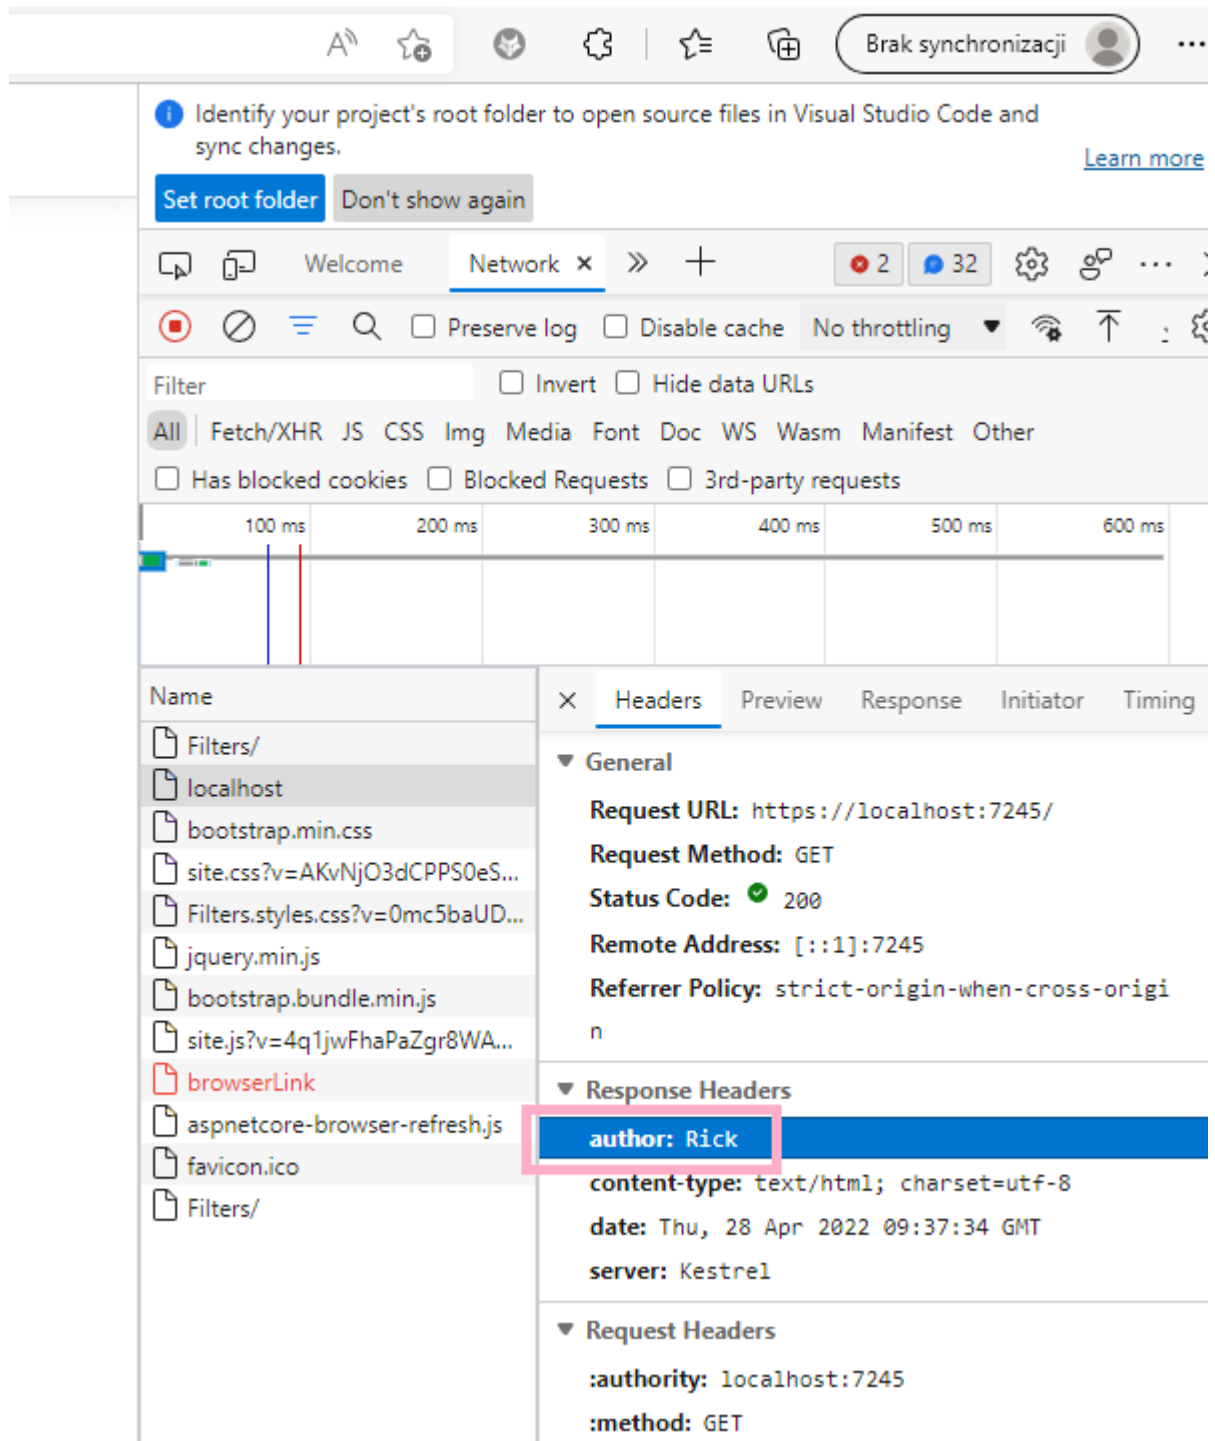 Brak synchronizacji
Identify your project's root folder to open source files in Visual Studio Code and
sync changes.
Learn more
Set root folder Don't show again
Welcome Network 2 32
Preserve log Disable cache No throttling
Filter Invert Hide data URLs
All Fetch/XHR JS CSS Img Media Font Doc WS Wasm Manifest Other
Has blocked cookies Blocked Requests 3rd-party requests
100 ms 200 ms 300 ms 400 ms 500 ms 600 ms
Name
Filters/
localhost
bootstrap.min.css
site.css?v=AKvNjO3dCPPS0eS...
Filters.styles.css?v=0mc5baUD...
jquery.min.js
bootstrap.bundle.min.js
site.js?v=4q1jwFhaPaZgr8WA...
browserLink
aspnetcore-browser-refresh.js
favicon.ico
Filters/
Headers Preview Response Initiator Timing
General
Request URL: https://localhost:7245/
Request Method: GET
Status Code: 200
Remote Address: [::1]:7245
Referrer Policy: strict-origin-when-cross-origi
n
Response Headers
author: Rick
content-type: text/html; charset=utf-8
date: Thu, 28 Apr 2022 09:37:34 GMT
server: Kestrel
Request Headers
:authority: localhost:7245
:method: GET